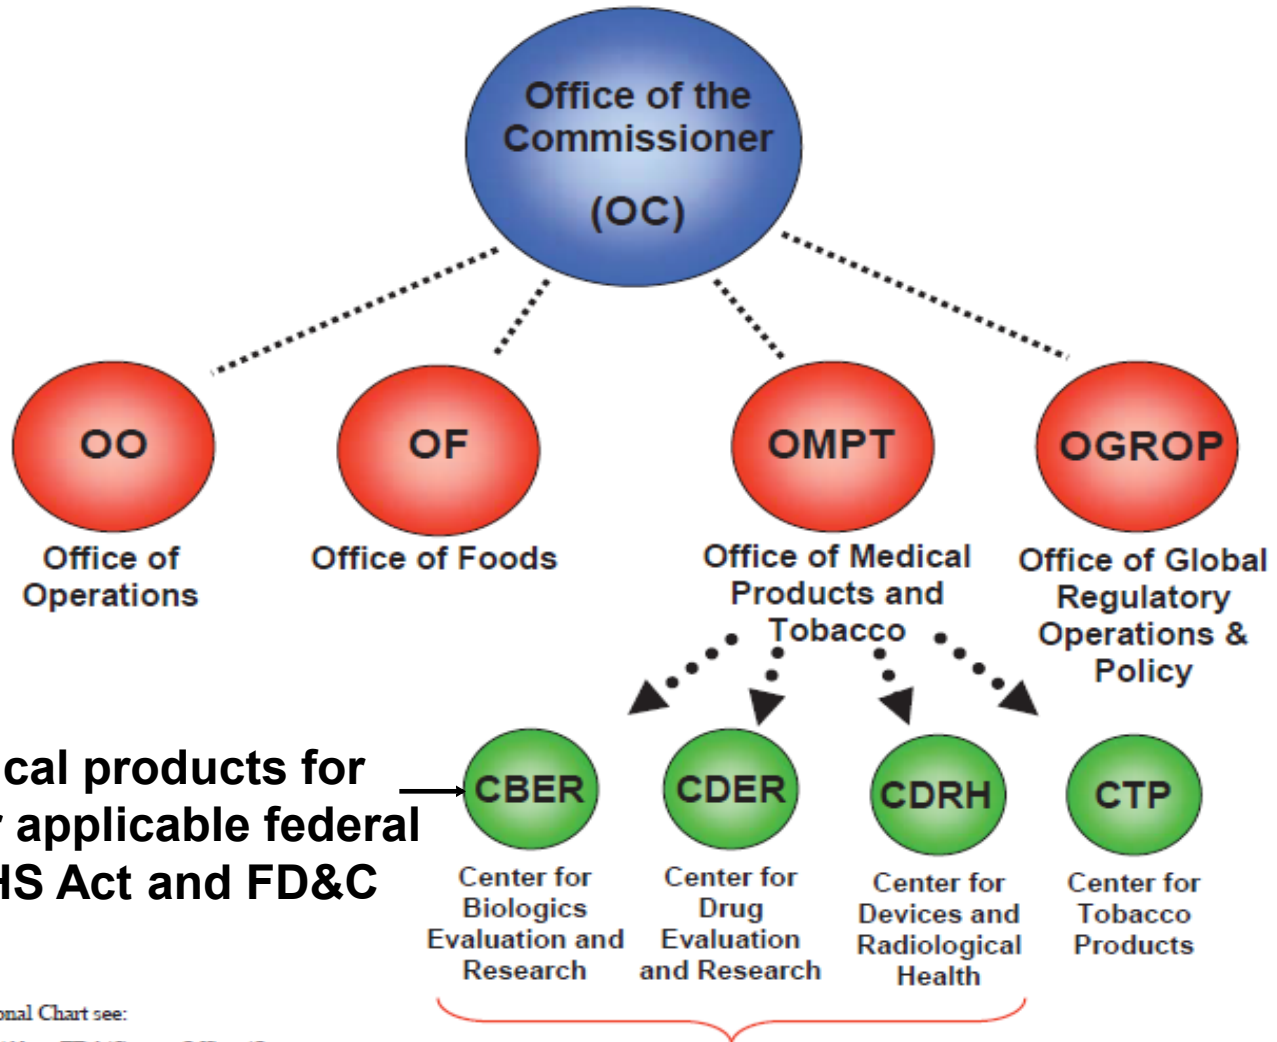 Office of the
Commissioner
(OC)
OO
OF
OMPT
OGROP
Office of
Operations
Office of Foods
Office of Medical
Products and
Tobacco
Office of Global
Regulatory
Operations &
Policy
cal products for
applicable federal
HS Act and FD&C
CBER
CDER
CDRH
CTP
Center for
Biologics
Evaluation and
Research
Center for
Drug
Evaluation
and Research
Center for
Devices and
Radiological
Health
Center for
Tobacco
Products
onal Chart see: